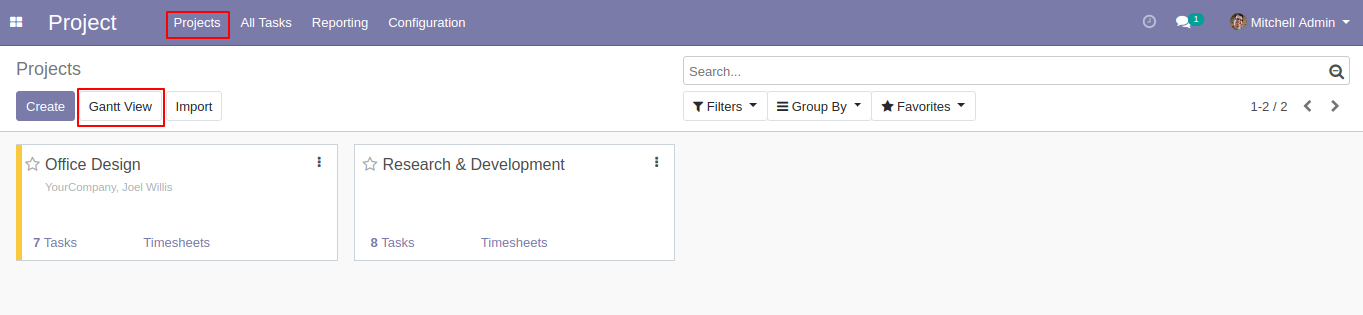 Project Projects All Tasks Reporting Configuration 1 Mitchell Admin
Projects
Search...
Create Gantt View Import Filters Group By Favorites 1-2 / 2
Office Design Research & Development
YourCompany, Joel Willis
7 Tasks Timesheets 8 Tasks Timesheets